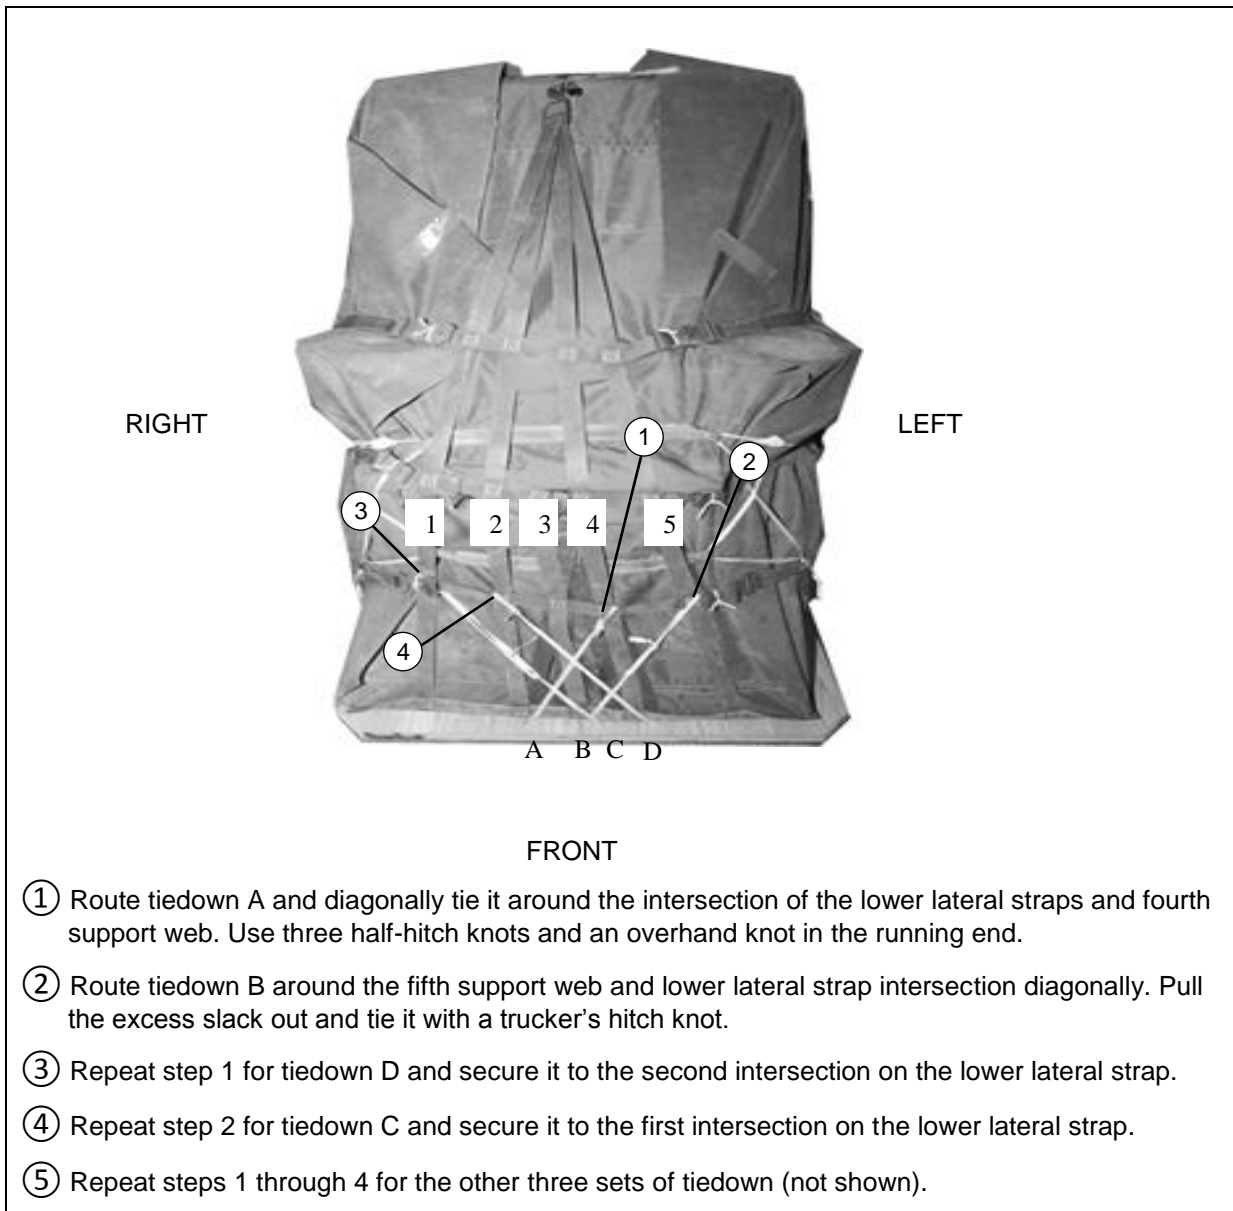 RIGHT
LEFT
1
2
3
1
2
3
4
5
4
A
B
C
D
FRONT
① Route tiedown A and diagonally tie it around the intersection of the lower lateral straps and fourth
support web. Use three half-hitch knots and an overhand knot in the running end.
② Route tiedown B around the fifth support web and lower lateral strap intersection diagonally. Pull
the excess slack out and tie it with a trucker’s hitch knot.
③ Repeat step 1 for tiedown D and secure it to the second intersection on the lower lateral strap.
④ Repeat step 2 for tiedown C and secure it to the first intersection on the lower lateral strap.
⑤ Repeat steps 1 through 4 for the other three sets of tiedown (not shown).